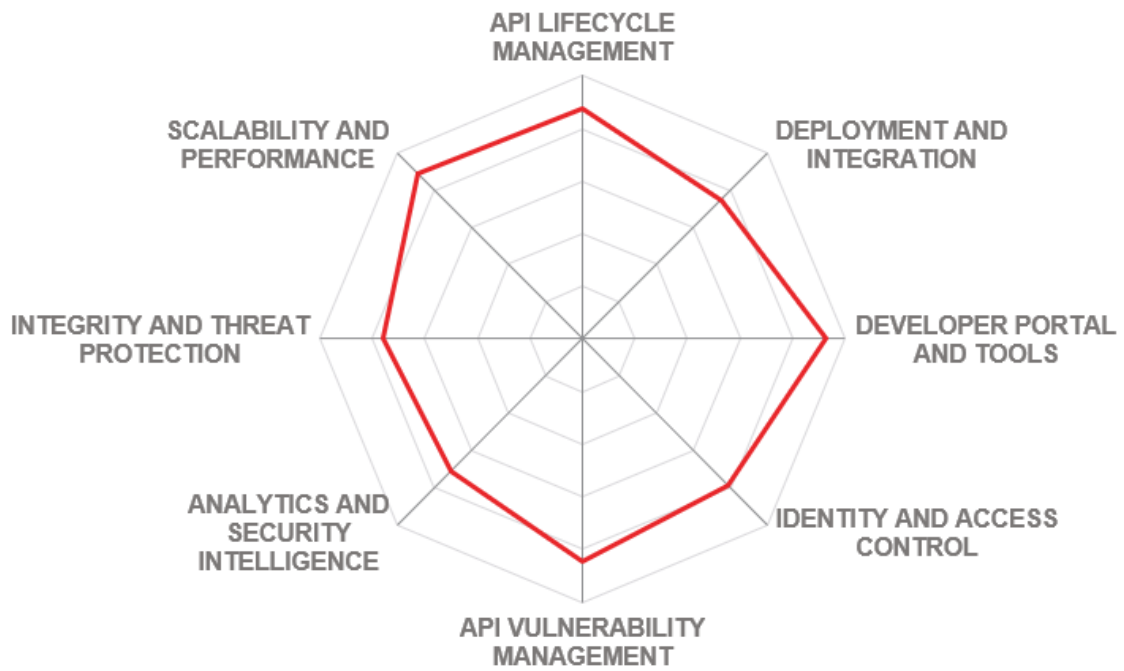 API LIFECYCLE
MANAGEMENT
SCALABILITY AND
PERFORMANCE
DEPLOYMENT AND
INTEGRATION
INTEGRITY AND THREAT
PROTECTION
DEVELOPER PORTAL
AND TOOLS
ANALYTICS AND
SECURITY
INTELLIGENCE
IDENTITY AND ACCESS
CONTROL
API VULNERABILITY
MANAGEMENT